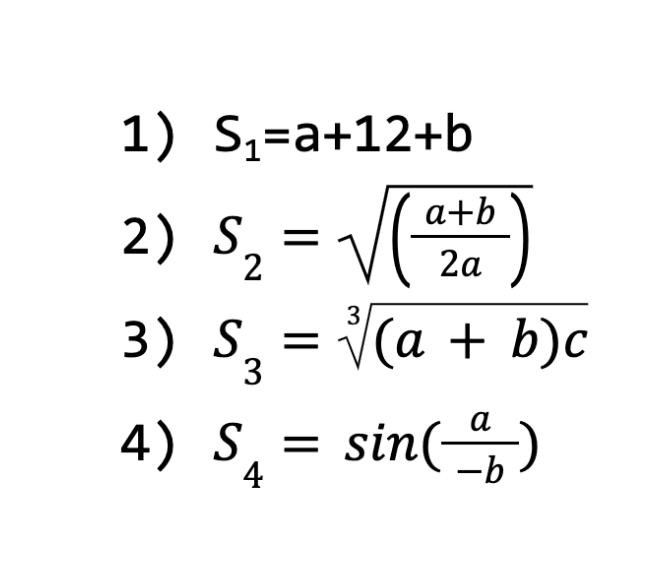 1) S₁=a+12+b
2) S₂ = √((a+b)/(2a))
3) S₃ = ∛((a + b)c)
4) S₄ = sin(a/(−b))